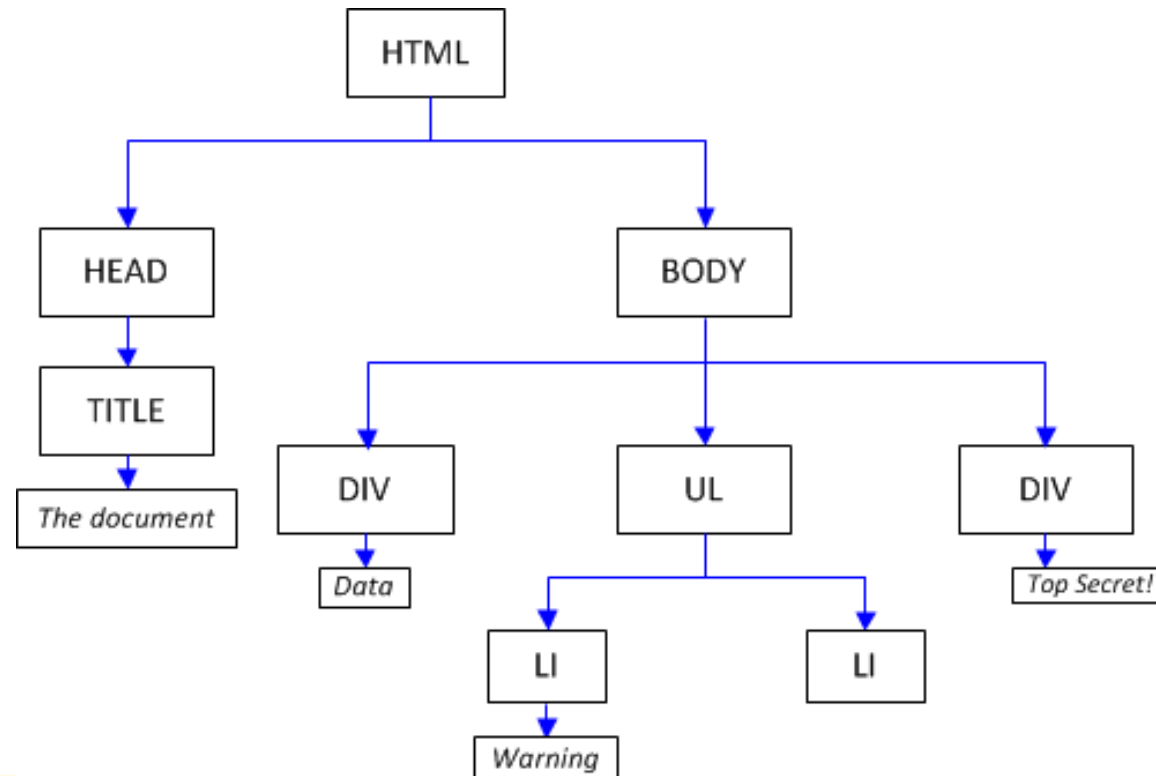 HTML
HEAD
BODY
TITLE
DIV
UL
DIV
The document
Data
Top Secret!
LI
LI
Warning